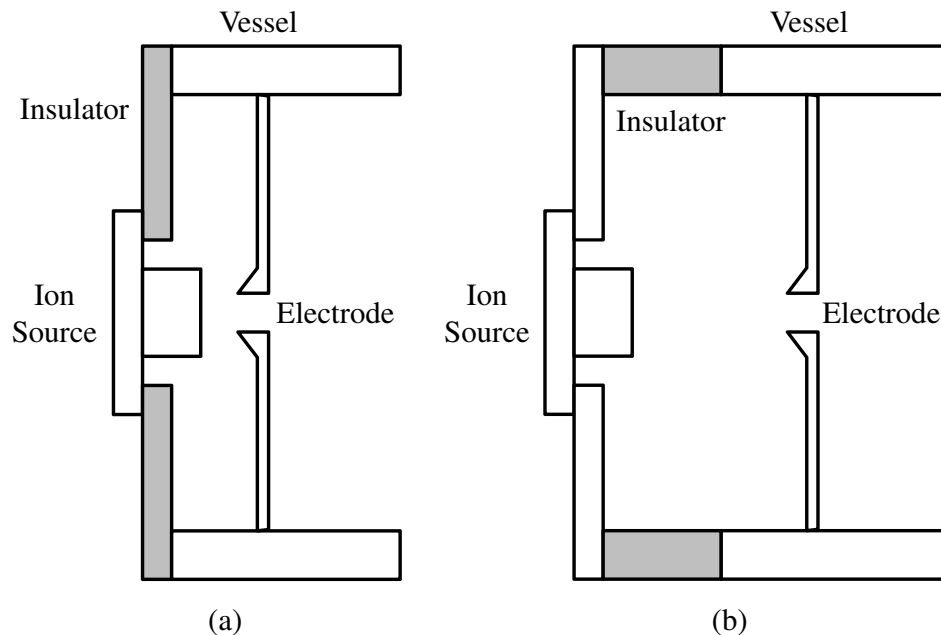 Vessel
Vessel
Insulator
Insulator
Ion
Source
Electrode
Ion
Source
Electrode
(a)
(b)